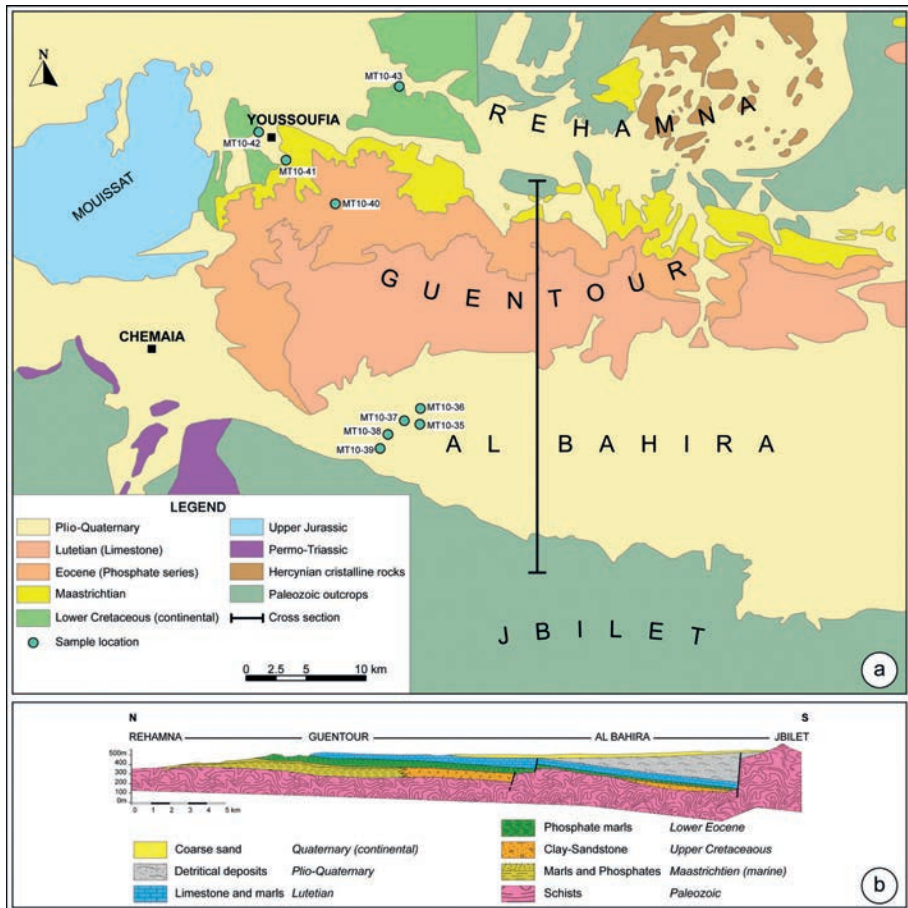 N
MT10-43
YOUSSOUFIA
MT10-42
MT10-41
MT10-40
REHAMNA
MOUISSAT
GUENTOUR
CHEMAIA
MT10-36
MT10-37
MT10-35
MT10-38
MT10-39
AL BAHIRA
JBILET
LEGEND
Plio-Quaternary
Lutetian (Limestone)
Eocene (Phosphate series)
Maastrichtian
Lower Cretaceous (continental)
Sample location
Upper Jurassic
Permo-Triassic
Hercynian cristalline rocks
Paleozoic outcrops
Cross section
0 2.5 5 10 km
a
N S
REHAMNA GUENTOUR AL BAHIRA JBILET
500m
400
300
200
100
0m
0 1 2 3 4 5 km
Coarse sand Quaternary (continental)
Detritical deposits Plio-Quaternary
Limestone and marls Lutetian
Phosphate marls Lower Eocene
Clay-Sandstone Upper Cretaceaous
Marls and Phosphates Maastrichtien (marine)
Schists Paleozoic
b